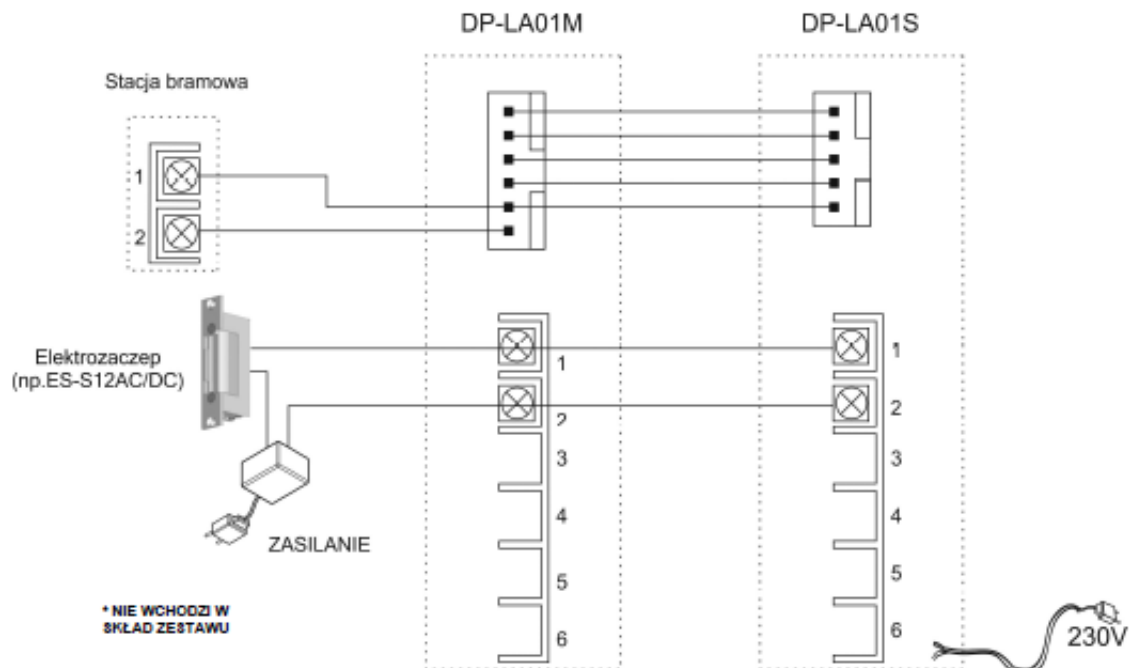 DP-LA01M
DP-LA01S
Stacja bramowa
1
2
Elektrozaczep
(np.ES-S12AC/DC)
ZASILANIE
* NIE WCHODZI W
SKŁAD ZESTAWU
1
2
3
4
5
6
1
2
3
4
5
6
230V